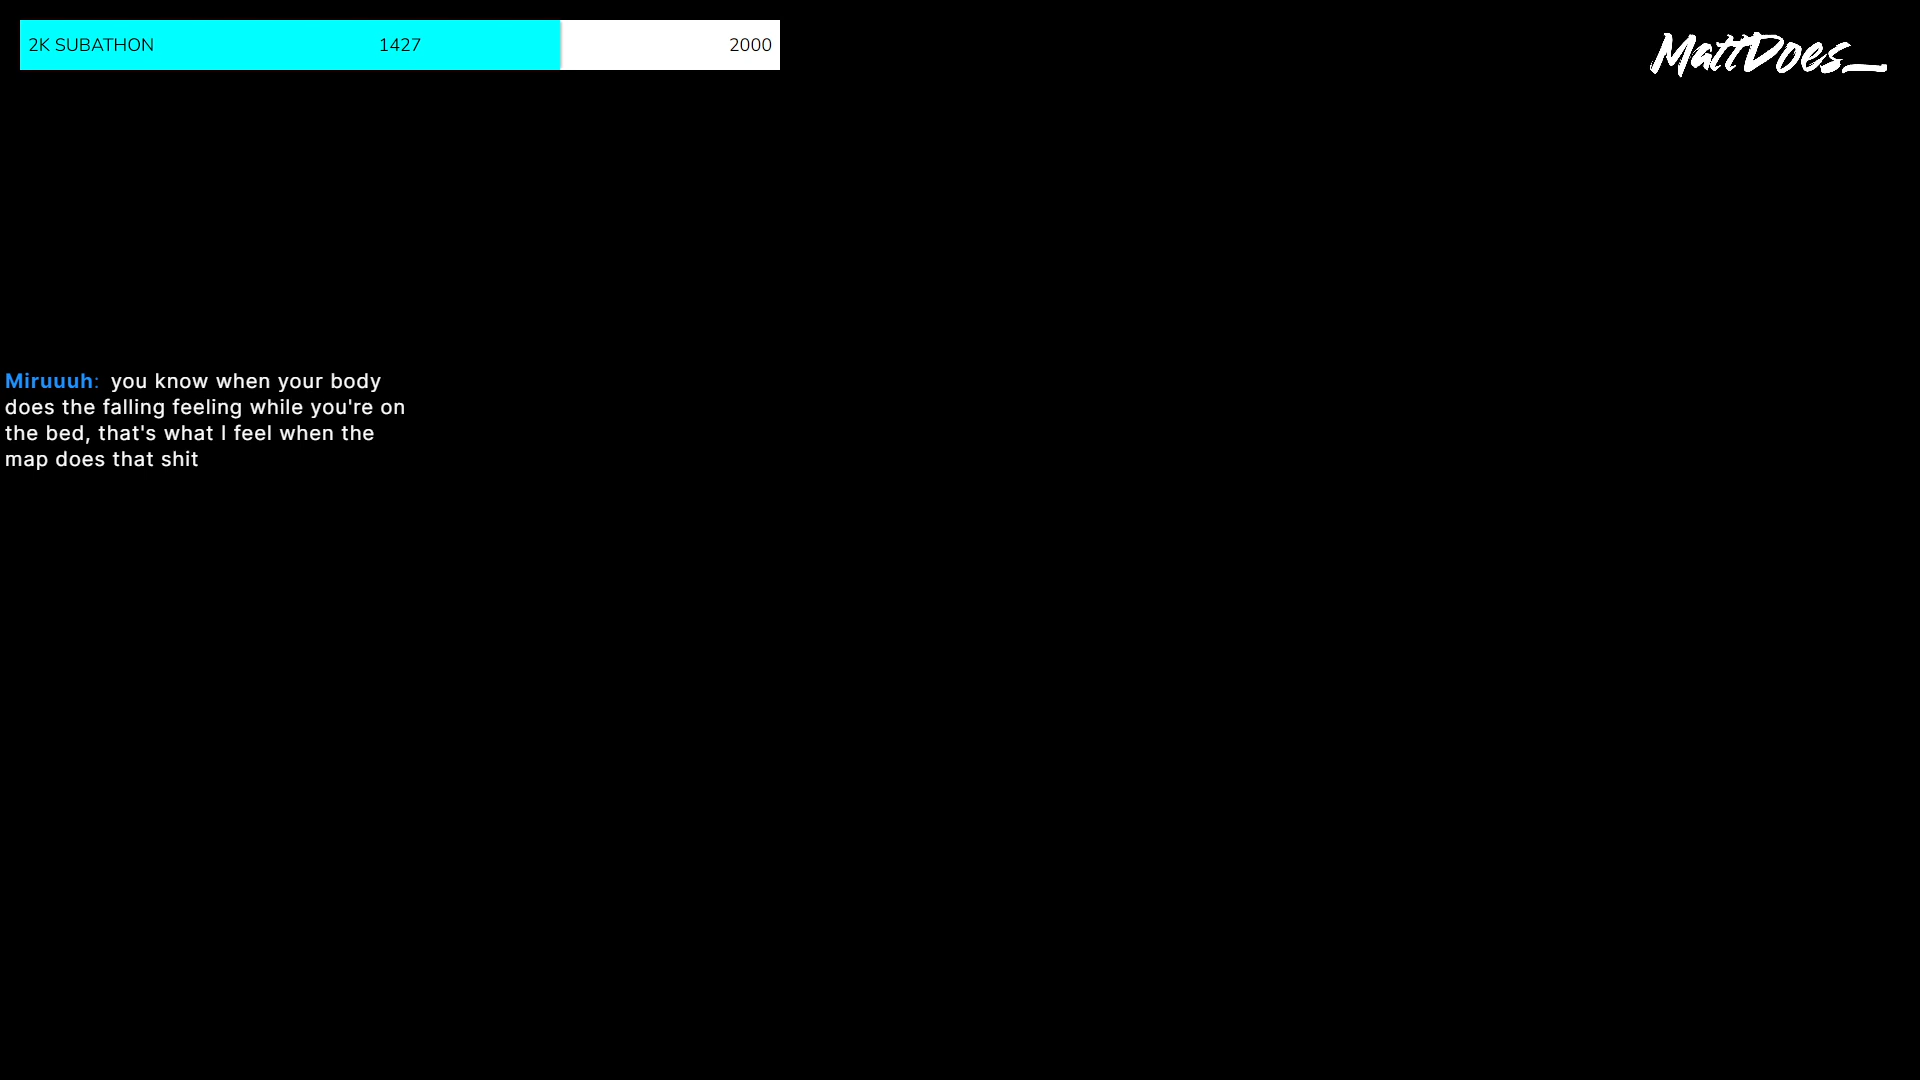 2K SUBATHON 1427 2000
MattDoes_
Miruuuh: you know when your body
does the falling feeling while you're on
the bed, that's what I feel when the
map does that shit